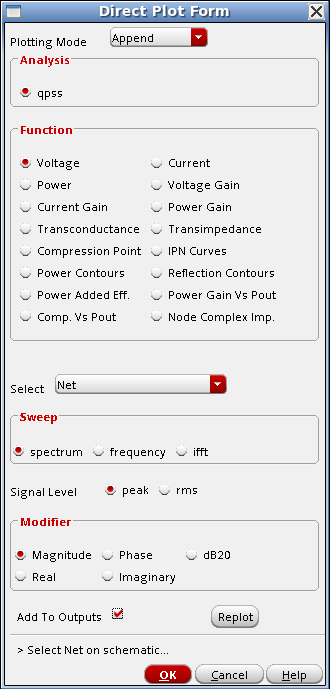 Direct Plot Form
Plotting Mode Append
Analysis
qpss
Function
Voltage Current
Power Voltage Gain
Current Gain Power Gain
Transconductance Transimpedance
Compression Point IPN Curves
Power Contours Reflection Contours
Power Added Eff. Power Gain Vs Pout
Comp. Vs Pout Node Complex Imp.
Select Net
Sweep
spectrum frequency ifft
Signal Level peak rms
Modifier
Magnitude Phase dB20
Real Imaginary
Add To Outputs Replot
> Select Net on schematic...
OK Cancel Help